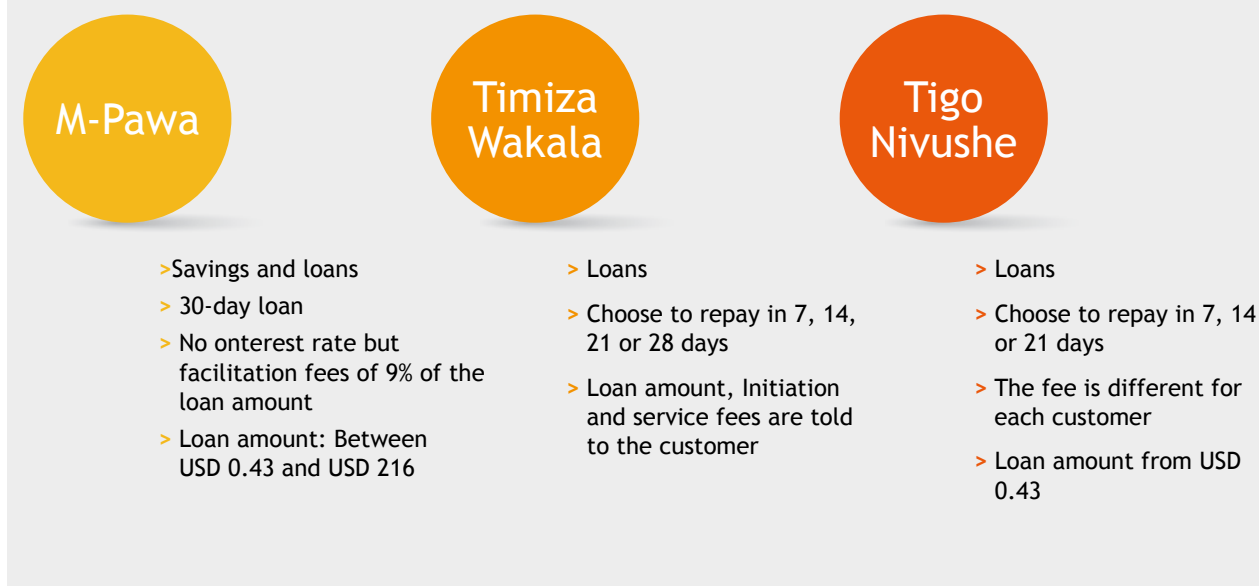 M-Pawa
>Savings and loans
> 30-day loan
> No onterest rate but
facilitation fees of 9% of the
loan amount
> Loan amount: Between
USD 0.43 and USD 216
Timiza
Wakala
> Loans
> Choose to repay in 7, 14,
21 or 28 days
> Loan amount, Initiation
and service fees are told
to the customer
Tigo
Nivushe
> Loans
> Choose to repay in 7, 14
or 21 days
> The fee is different for
each customer
> Loan amount from USD
0.43